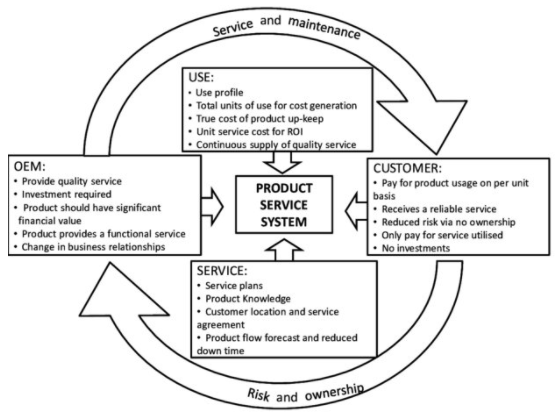 Service and maintenance
USE:
• Use profile
• Total units of use for cost generation
• True cost of product up-keep
• Unit service cost for ROI
• Continuous supply of quality service
OEM:
• Provide quality service
• Investment required
• Product should have significant
financial value
• Product provides a functional service
• Change in business relationships
PRODUCT
SERVICE
SYSTEM
CUSTOMER:
• Pay for product usage on per unit
basis
• Receives a reliable service
• Reduced risk via no ownership
• Only pay for service utilised
• No investments
SERVICE:
• Service plans
• Product Knowledge
• Customer location and service
agreement
• Product flow forecast and reduced
down time
Risk and ownership